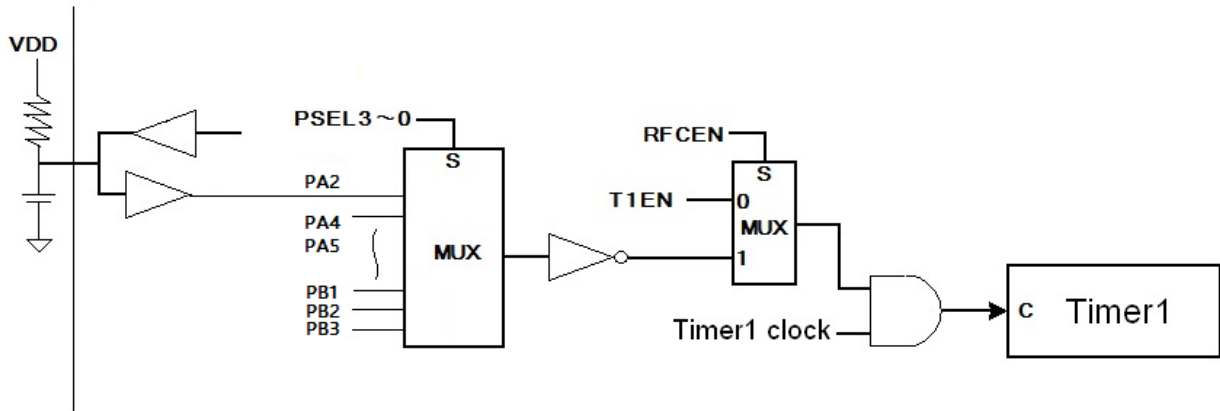 VDD
PSEL3～0
S
PA2
PA4
PA5
PB1
PB2
PB3
MUX
RFCEN
S
T1EN
0
MUX
1
Timer1 clock
C
Timer1